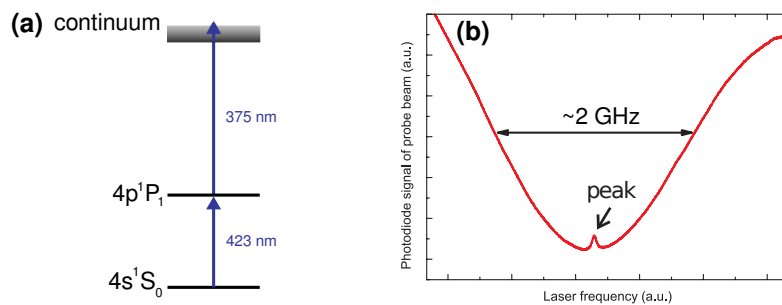 (a) continuum
375 nm
4p¹P₁
423 nm
4s¹S₀
(b)
~2 GHz
peak
Photodiode signal of probe beam (a.u.)
Laser frequency (a.u.)